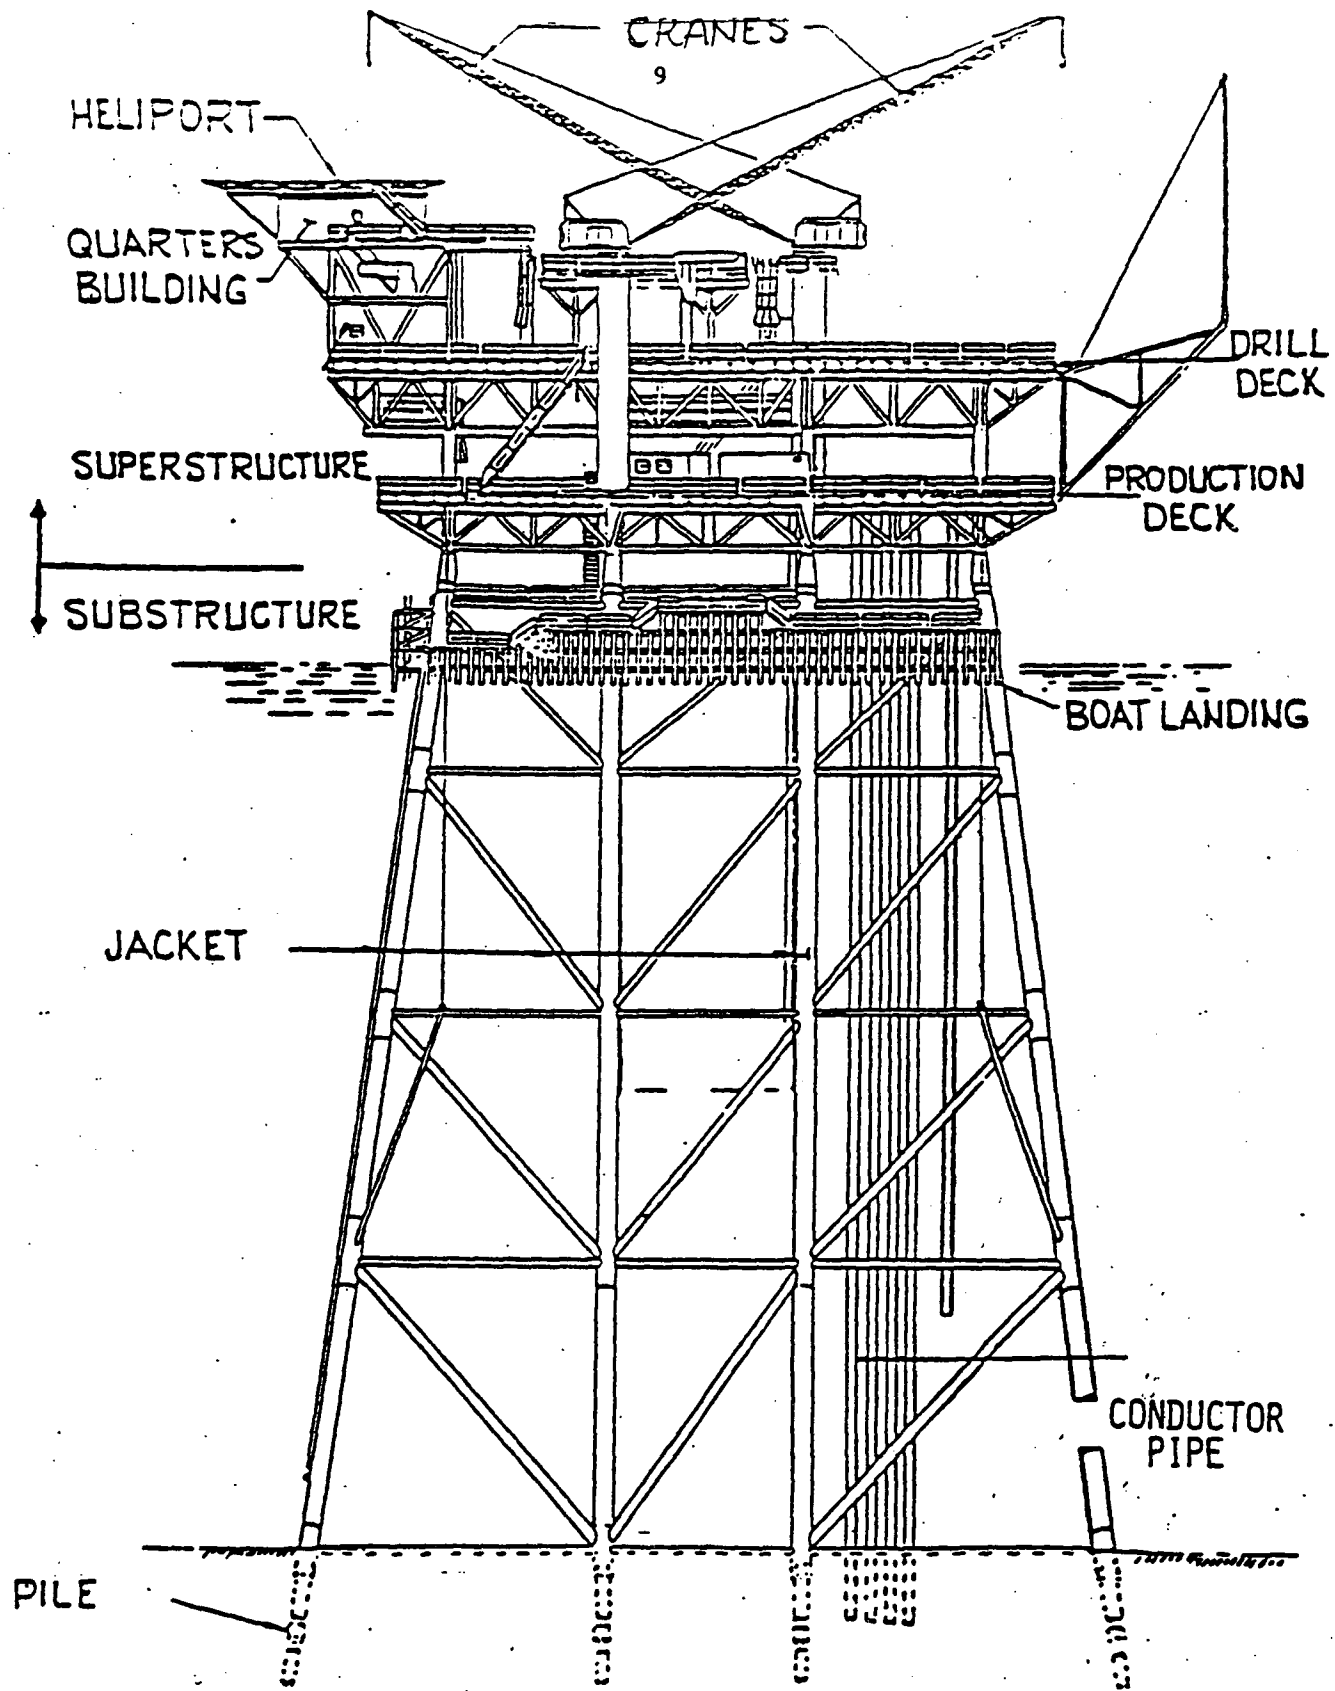 CRANES
9
HELIPORT
QUARTERS
BUILDING
DRILL
DECK
SUPERSTRUCTURE
PRODUCTION
DECK
SUBSTRUCTURE
BOAT LANDING
JACKET
CONDUCTOR
PIPE
PILE